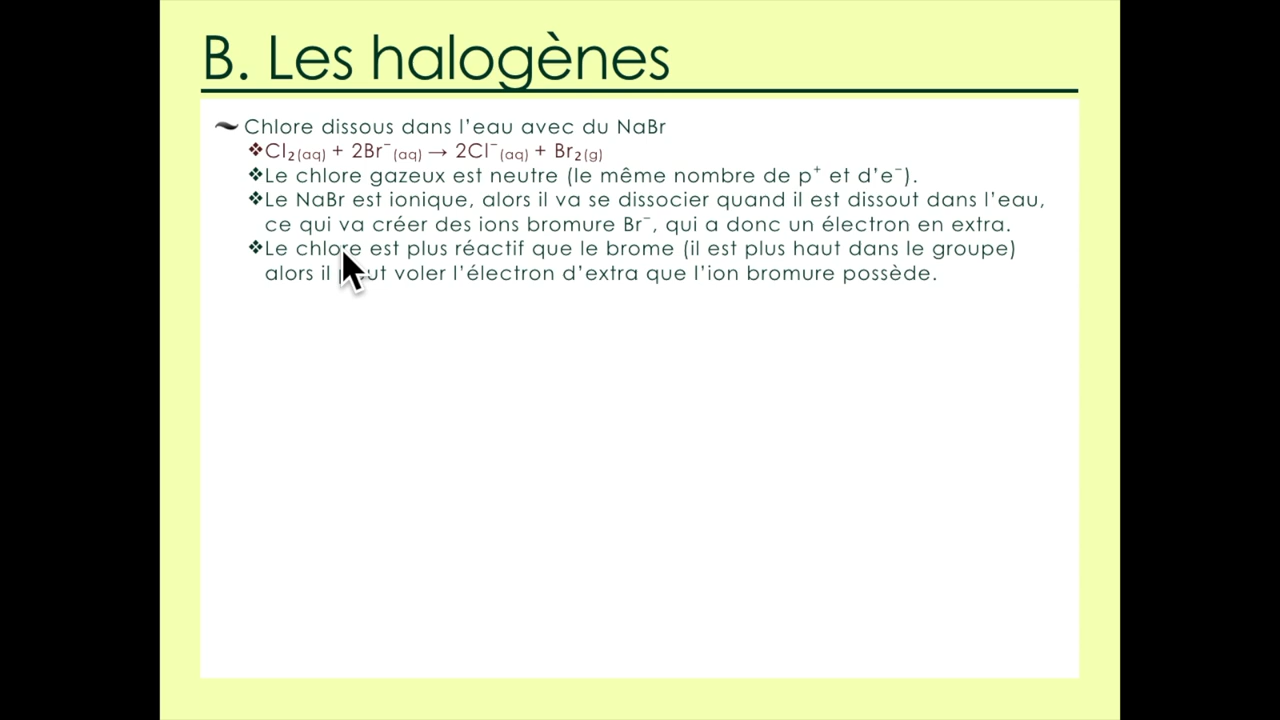 B. Les halogènes
Chlore dissous dans l'eau avec du NaBr
❖Cl₂(aq) + 2Br⁻(aq) → 2Cl⁻(aq) + Br₂(g)
❖Le chlore gazeux est neutre (le même nombre de p⁺ et d'e⁻).
❖Le NaBr est ionique, alors il va se dissocier quand il est dissout dans l'eau,
ce qui va créer des ions bromure Br⁻, qui a donc un électron en extra.
❖Le chlore est plus réactif que le brome (il est plus haut dans le groupe)
alors il peut voler l'électron d'extra que l'ion bromure possède.